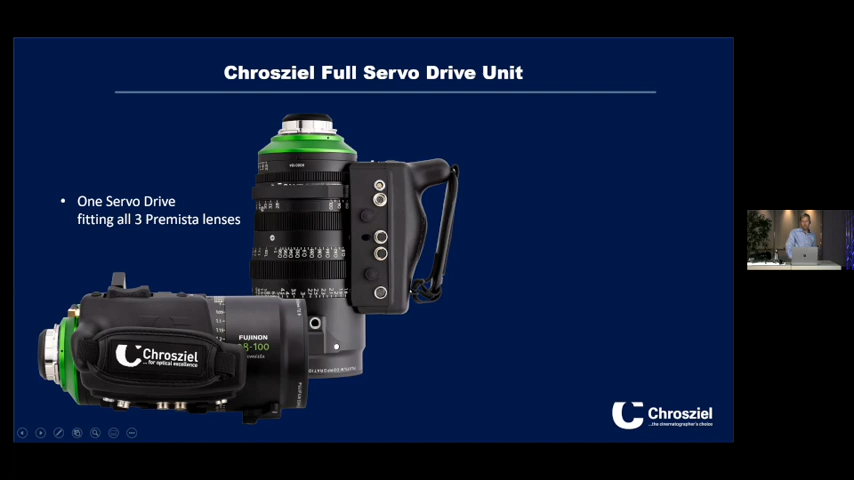 Chrosziel Full Servo Drive Unit
• One Servo Drive
fitting all 3 Premista lenses
Chrosziel
... for optical excellence
FUJINON
28-100
Chrosziel
...the cinematographer's choice